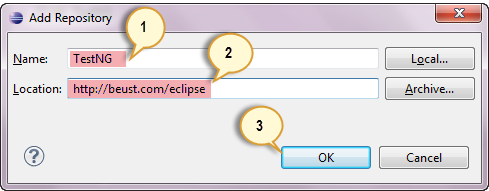 Add Repository
1
Name: TestNG Local...
2
Location: http://beust.com/eclipse Archive...
3
? OK Cancel